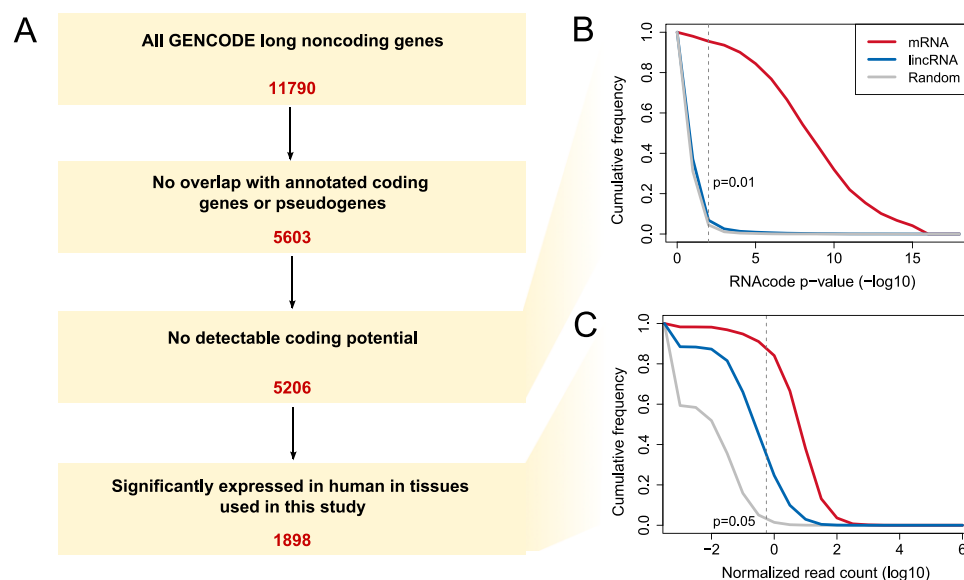 A
All GENCODE long noncoding genes
11790
No overlap with annotated coding
genes or pseudogenes
5603
No detectable coding potential
5206
Significantly expressed in human in tissues
used in this study
1898
B
mRNA
lincRNA
Random
Cumulative frequency
1.0
0.8
0.6
0.4
0.2
0.0
p=0.01
0 5 10 15
RNAcode p−value (−log10)
C
Cumulative frequency
1.0
0.8
0.6
0.4
0.2
0.0
p=0.05
−2 0 2 4 6
Normalized read count (log10)